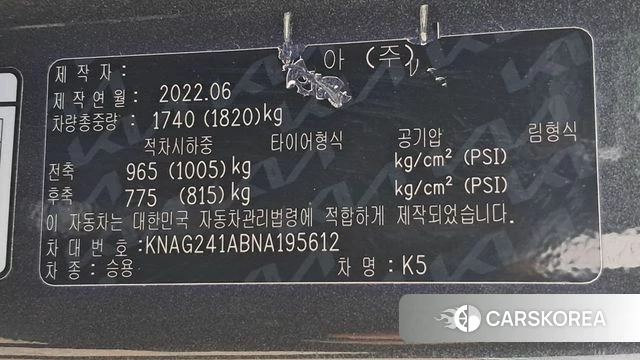 제 작 자 : 아 (주)
제 작 연 월 : 2022.06
차량총중량 : 1740 (1820)kg
적차시하중 타이어형식 공기압 림형식
전축 965 (1005)kg kg/cm² (PSI)
후축 775 (815)kg kg/cm² (PSI)
이 자동차는 대한민국 자동차관리법령에 적합하게 제작되었습니다.
차 대 번 호 :KNAG241ABNA195612
차 종 : 승용 차 명 : K5
CARSKOREA